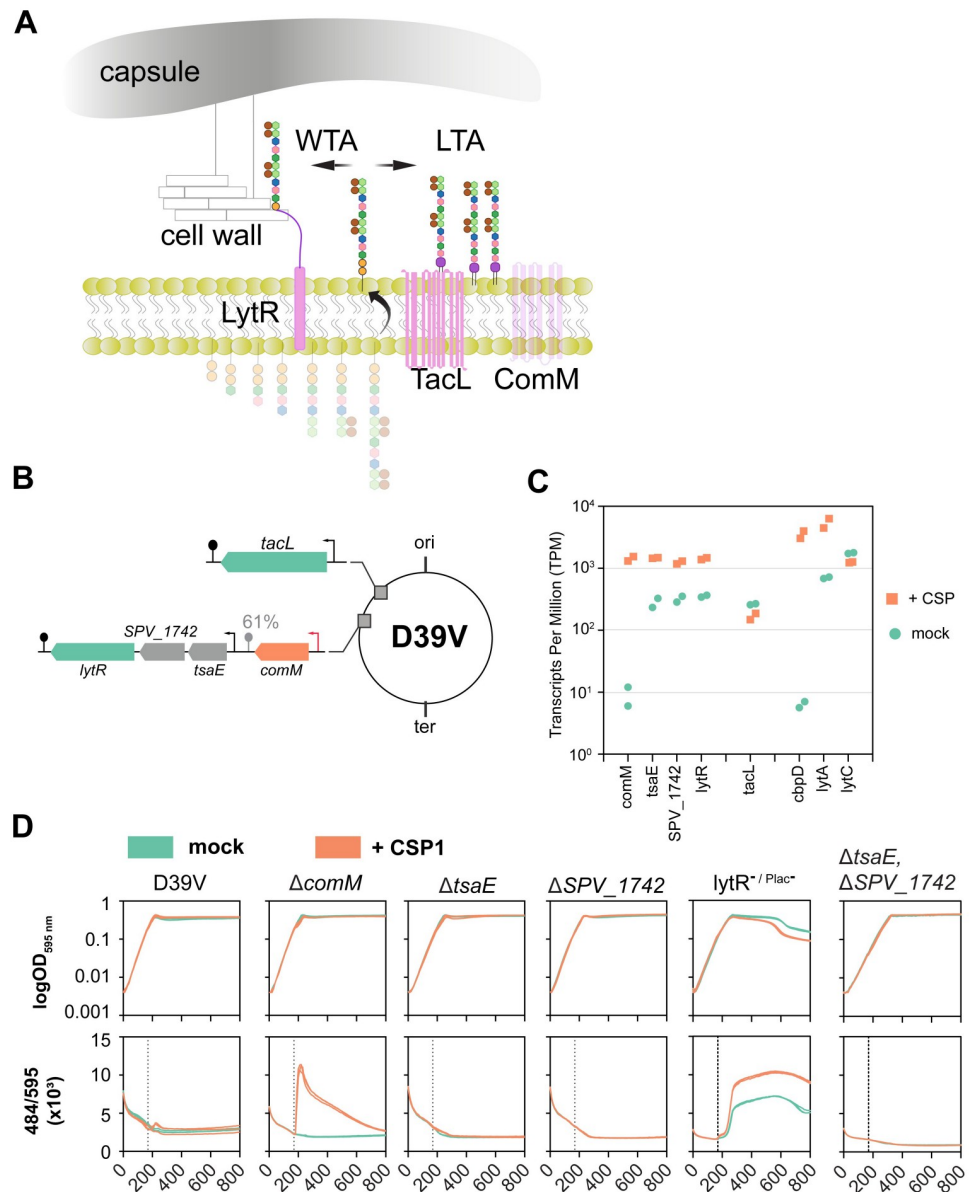 A
capsule
WTA
LTA
cell wall
LytR
TacL
ComM
B
tacL
ori
61%
SPV_1742
D39V
lytR
tsaE
comM
ter
C
Transcripts Per Million (TPM)
10⁴
10³
10²
10¹
10⁰
comM
tsaE
SPV_1742
lytR
tacL
cbpD
lytA
lytC
+ CSP
mock
D
mock
+ CSP1
D39V
ΔcomM
ΔtsaE
ΔSPV_1742
lytR⁻ / Plac⁻
ΔtsaE,
ΔSPV_1742
logOD595 nm
1
0.1
0.01
0.001
484/595
(x10³)
15
10
5
0
0 200 400 600 800
0 200 400 600 800
0 200 400 600 800
0 200 400 600 800
0 200 400 600 800
0 200 400 600 800